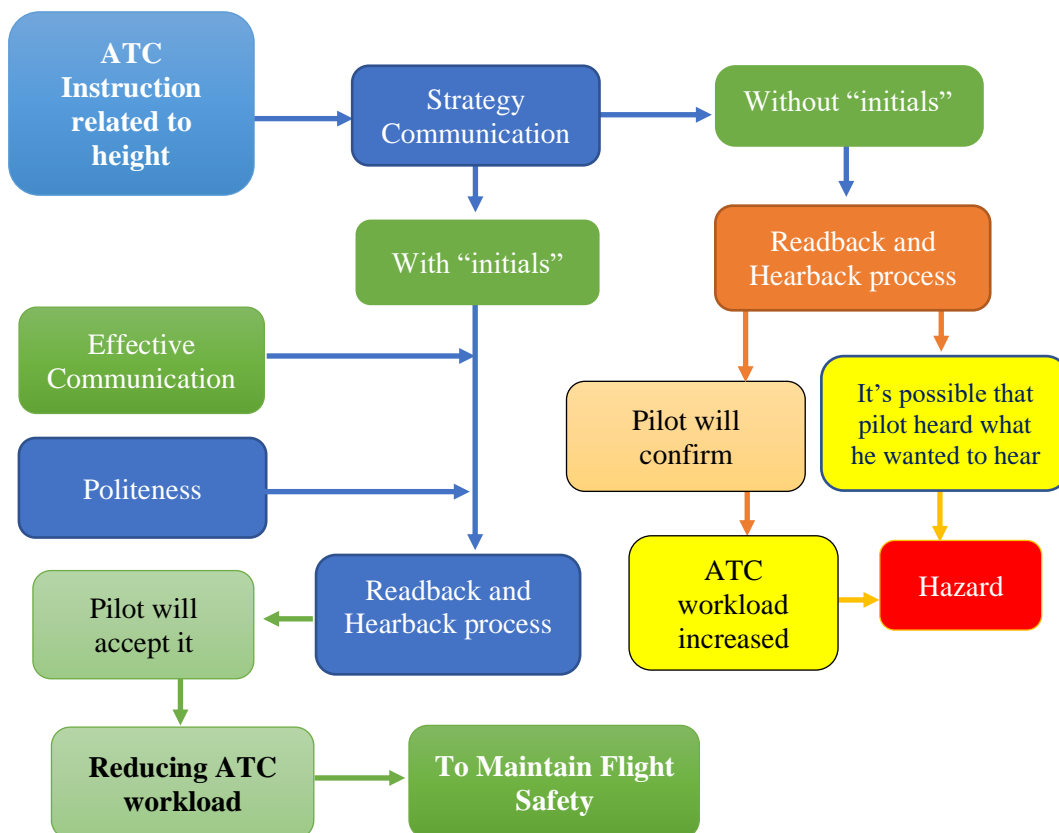 ATC
Instruction
related to
height
Strategy
Communication
Without “initials”
With “initials”
Readback and
Hearback process
Effective
Communication
Pilot will
confirm
It’s possible that
pilot heard what
he wanted to hear
Politeness
Readback and
Hearback process
ATC
workload
increased
Hazard
Pilot will
accept it
Reducing ATC
workload
To Maintain Flight
Safety